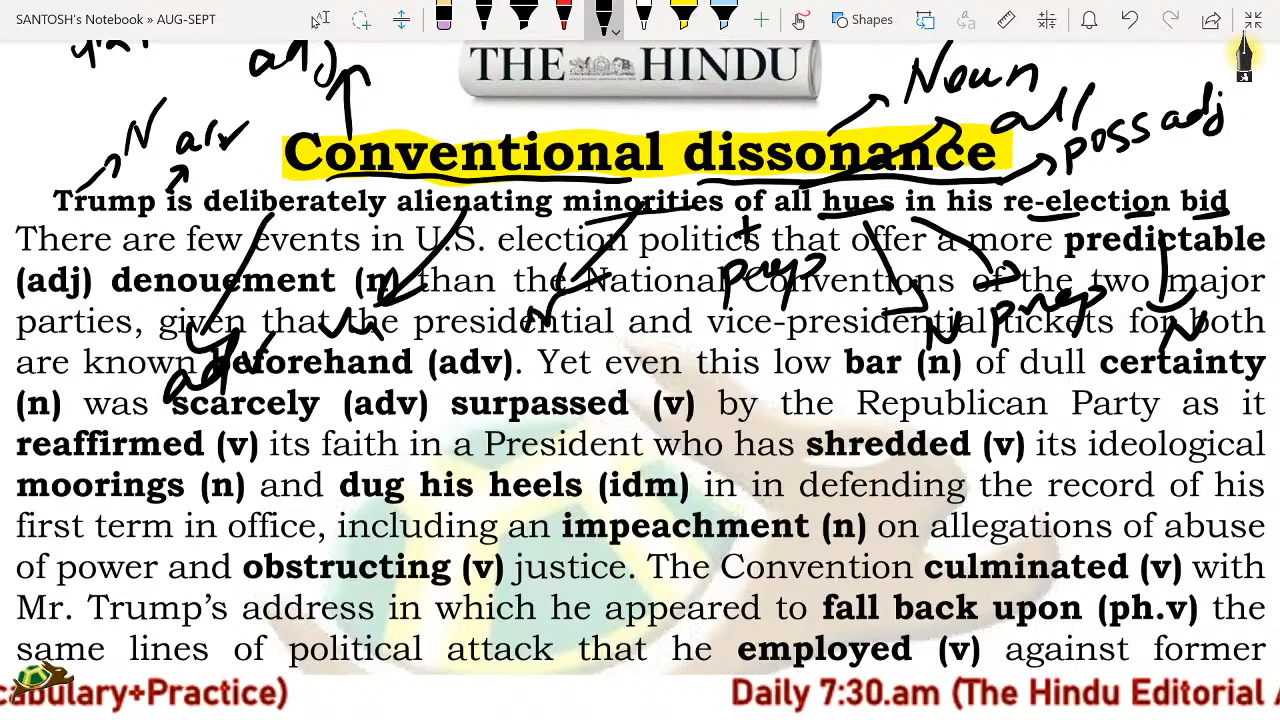 SANTOSH's Notebook » AUG-SEPT
Shapes
THE HINDU
adj
Noun
N
all
poss adj
Conventional dissonance
Trump is deliberately alienating minorities of all hues in his re-election bid
There are few events in U.S. election politics that offer a more predictable
(adj) denouement (n) than the National Conventions of the two major
parties, given that the presidential and vice-presidential tickets for both
are known beforehand (adv). Yet even this low bar (n) of dull certainty
(n) was scarcely (adv) surpassed (v) by the Republican Party as it
reaffirmed (v) its faith in a President who has shredded (v) its ideological
moorings (n) and dug his heels (idm) in in defending the record of his
first term in office, including an impeachment (n) on allegations of abuse
of power and obstructing (v) justice. The Convention culminated (v) with
Mr. Trump's address in which he appeared to fall back upon (ph.v) the
same lines of political attack that he employed (v) against former
prep
N
N
prep
N
adv
cabulary+Practice)
Daily 7:30.am (The Hindu Editorial